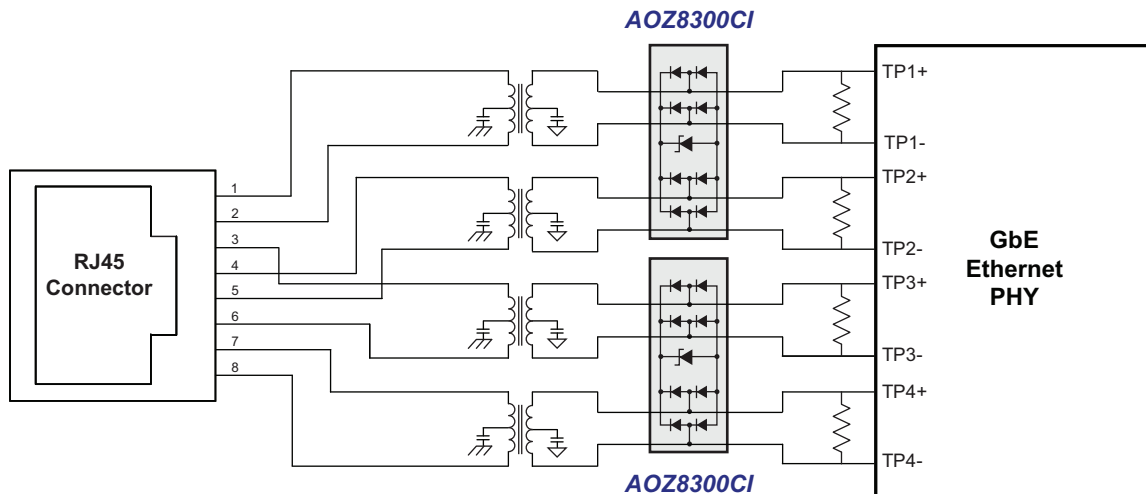 AOZ8300CI
TP1+
TP1-
TP2+
TP2-
TP3+
TP3-
TP4+
TP4-
GbE
Ethernet
PHY
RJ45
Connector
1
2
3
4
5
6
7
8
AOZ8300CI